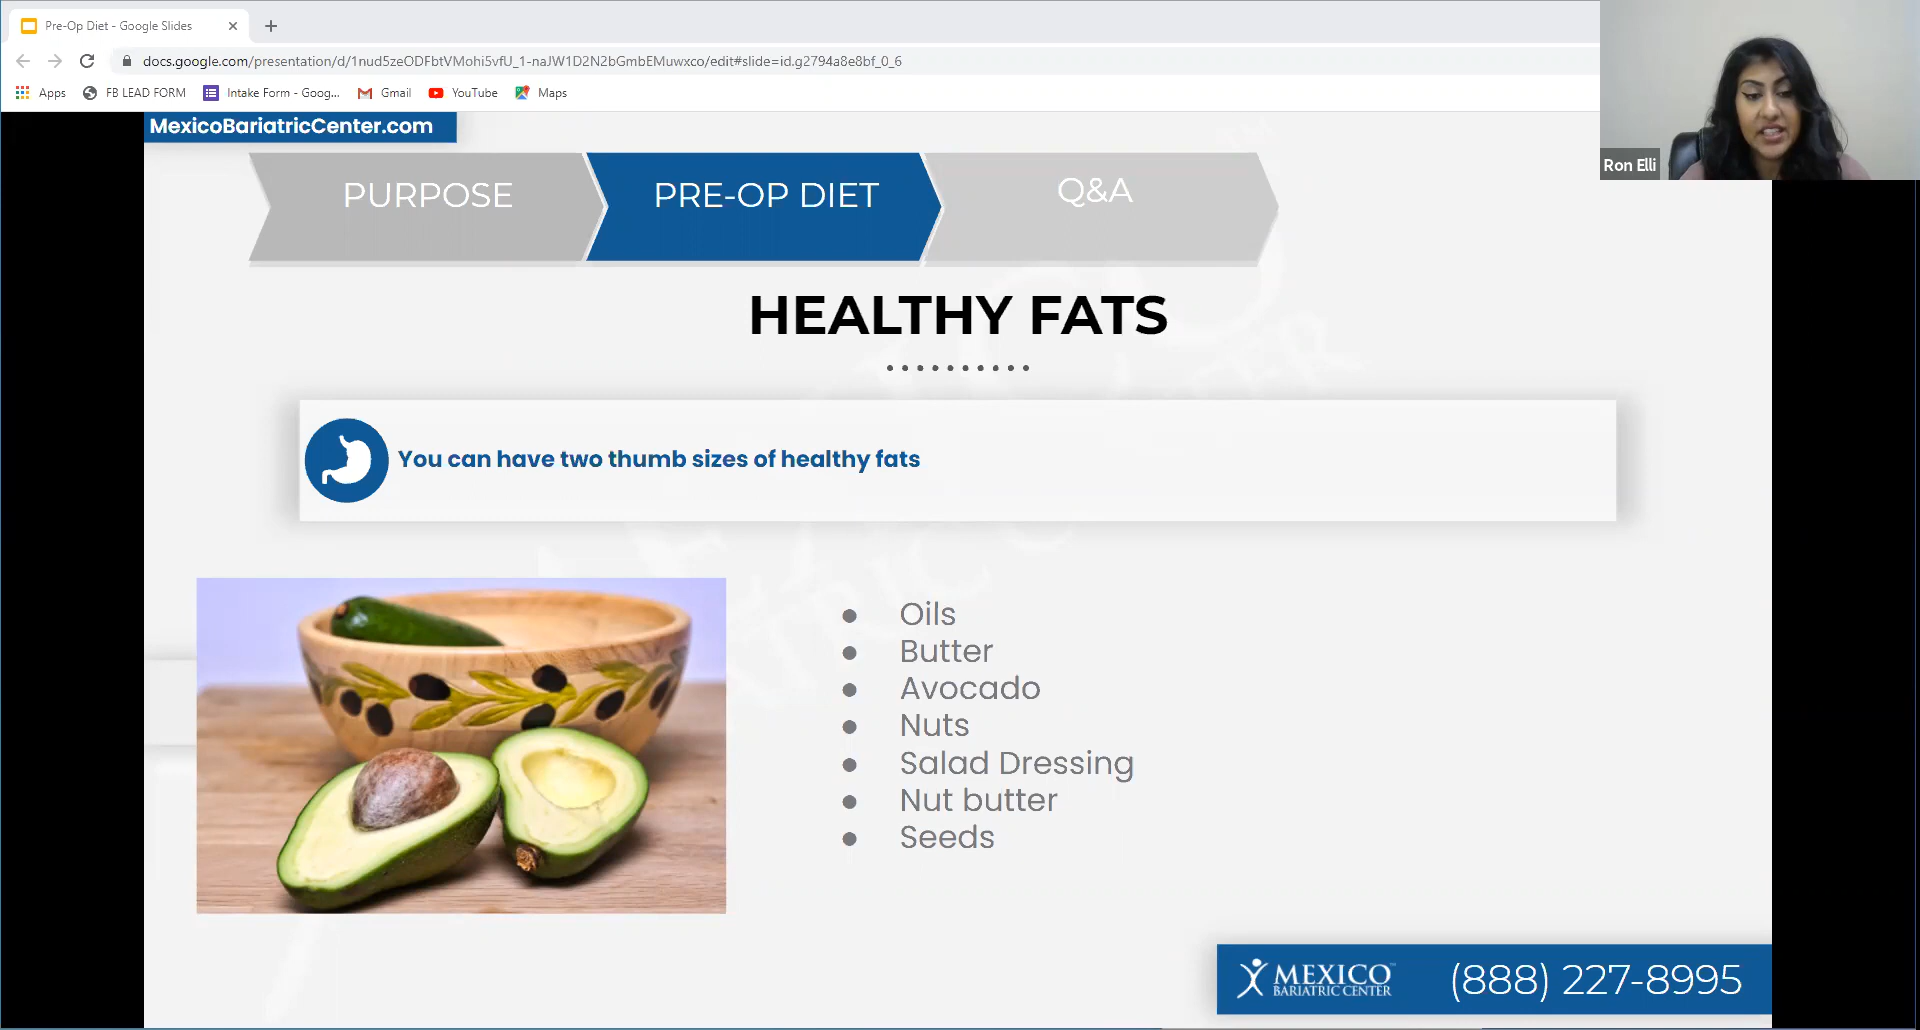 Pre-Op Diet - Google Slides
docs.google.com/presentation/d/1nud5zeODFbtVMohi5vfU_1-naJW1D2N2bGmbEMuwxco/edit#slide=id.g2794a8e8bf_0_6
Apps FB LEAD FORM Intake Form - Goog... Gmail YouTube Maps
Ron Elli
MexicoBariatricCenter.com
PURPOSE PRE-OP DIET Q&A
HEALTHY FATS
You can have two thumb sizes of healthy fats
● Oils
● Butter
● Avocado
● Nuts
● Salad Dressing
● Nut butter
● Seeds
MEXICO
BARIATRIC CENTER
(888) 227-8995